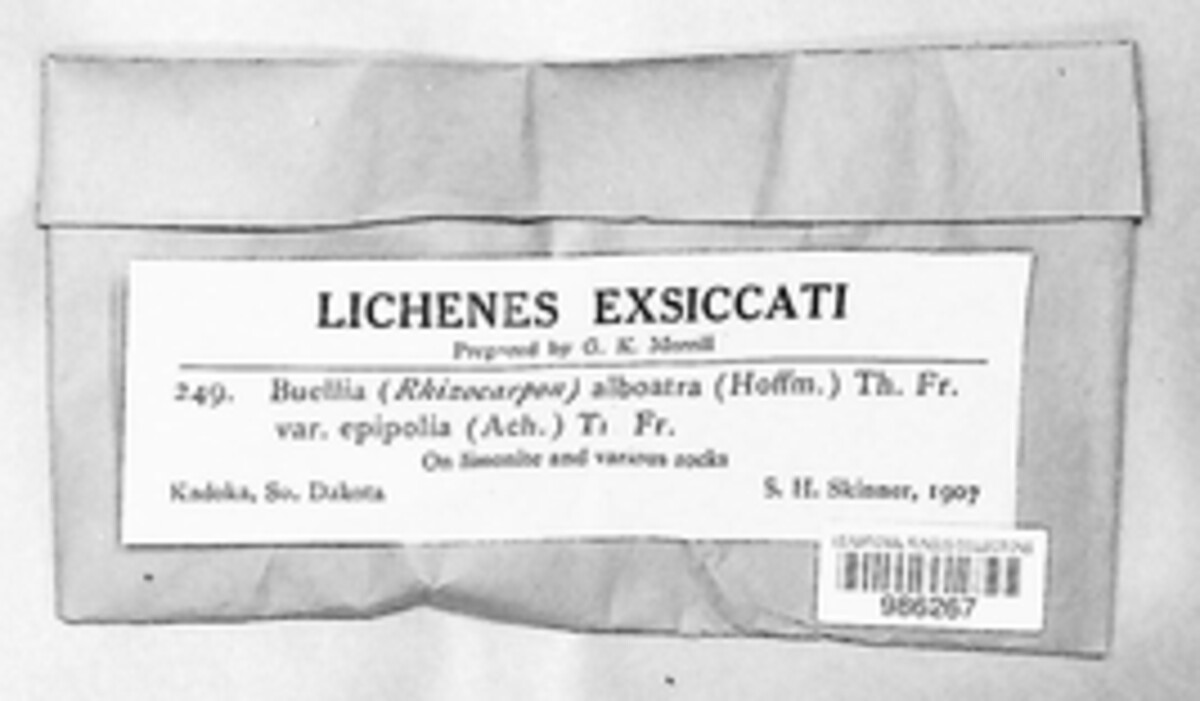 LICHENES EXSICCATI
Prepared by G. K. Merrill
249. Buellia (Rhizocarpon) alboatra (Hoffm.) Th. Fr.
var. epipolia (Ach.) Th. Fr.
On limonite and various rocks
Kadoka, So. Dakota
S. H. Skinner, 1907
986267